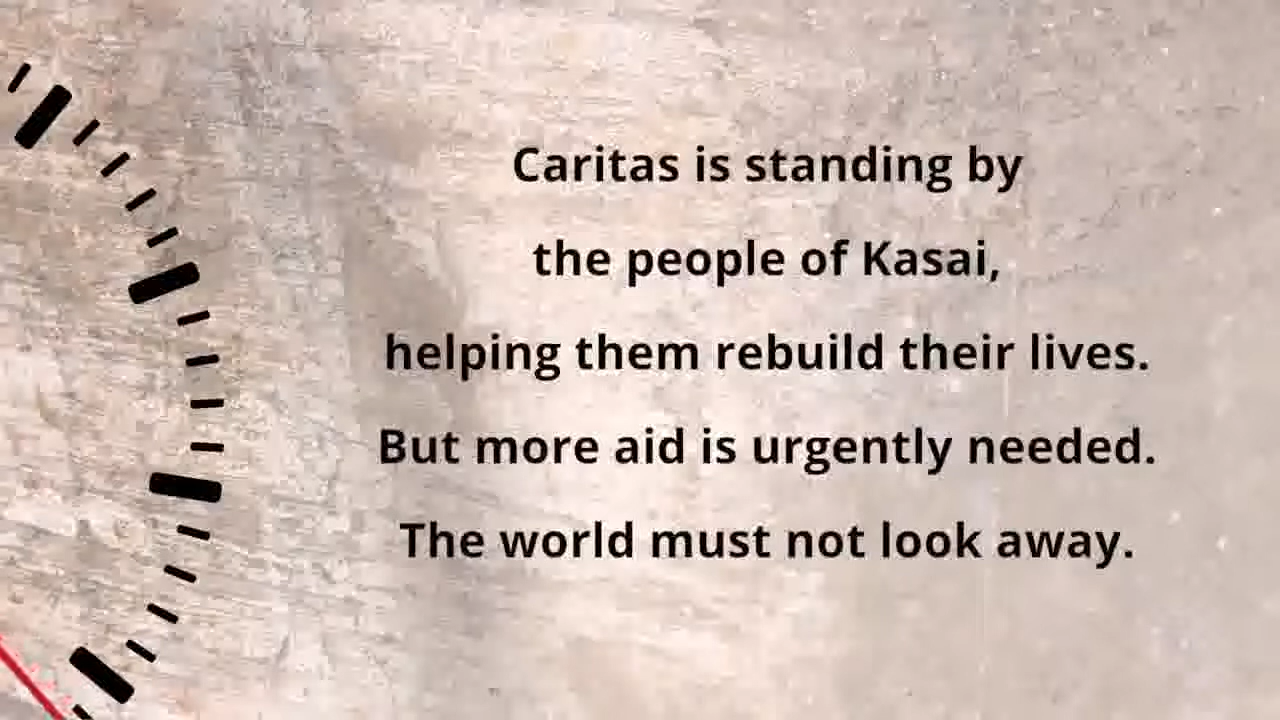 Caritas is standing by
the people of Kasai,
helping them rebuild their lives.
But more aid is urgently needed.
The world must not look away.